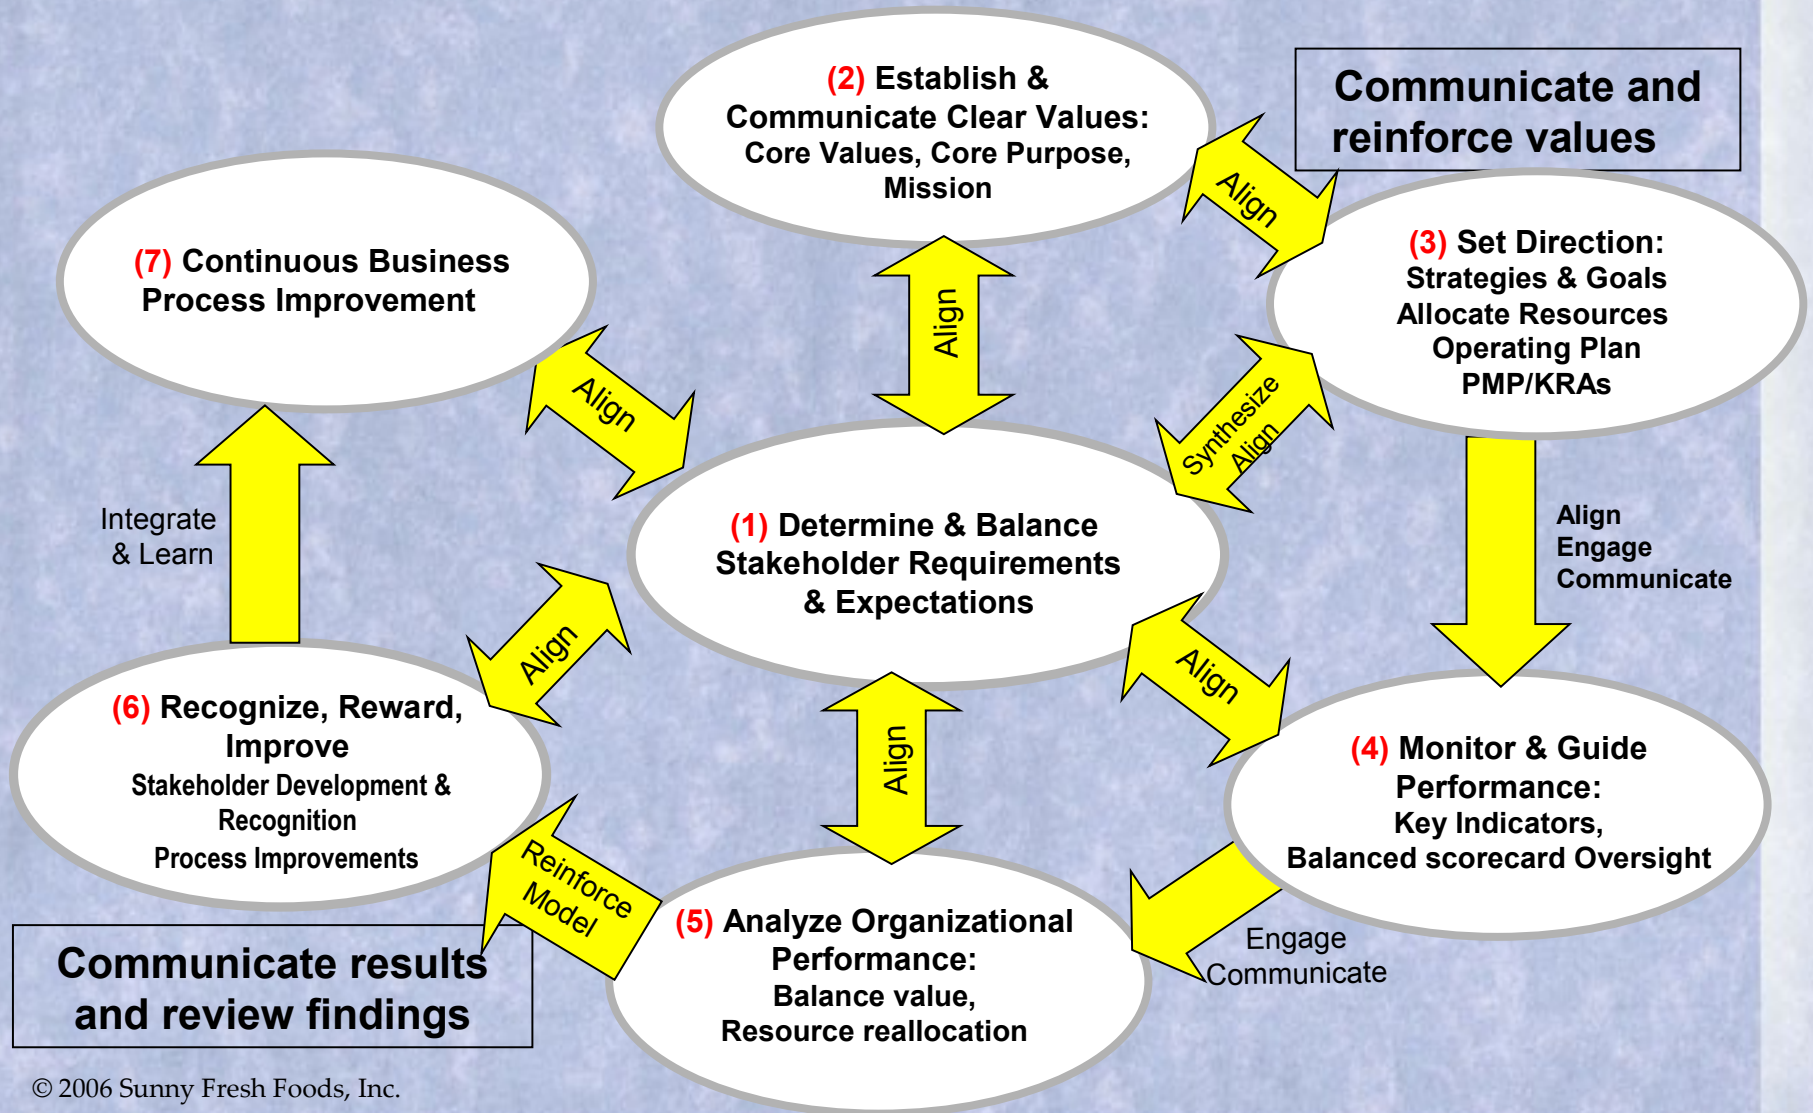 (2) Establish &
Communicate Clear Values:
Core Values, Core Purpose,
Mission
Communicate and
reinforce values
Align
(3) Set Direction:
Strategies & Goals
Allocate Resources
Operating Plan
PMP/KRAs
(7) Continuous Business
Process Improvement
Align
Align
Synthesize
Align
(1) Determine & Balance
Stakeholder Requirements
& Expectations
Integrate
& Learn
Align
Engage
Communicate
Align
Align
Align
(6) Recognize, Reward,
Improve
Stakeholder Development &
Recognition
Process Improvements
(4) Monitor & Guide
Performance:
Key Indicators,
Balanced scorecard Oversight
Reinforce
Model
(5) Analyze Organizational
Performance:
Balance value,
Resource reallocation
Engage
Communicate
Communicate results
and review findings
© 2006 Sunny Fresh Foods, Inc.